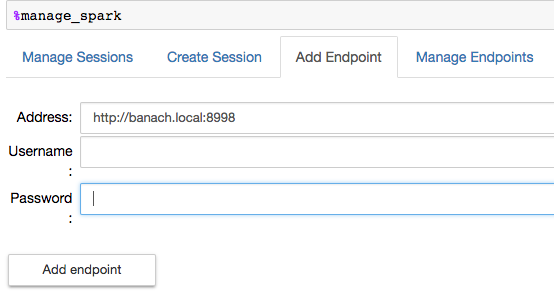 %manage_spark
Manage Sessions Create Session Add Endpoint Manage Endpoints
Address: http://banach.local:8998
Username
:
Password
:
Add endpoint